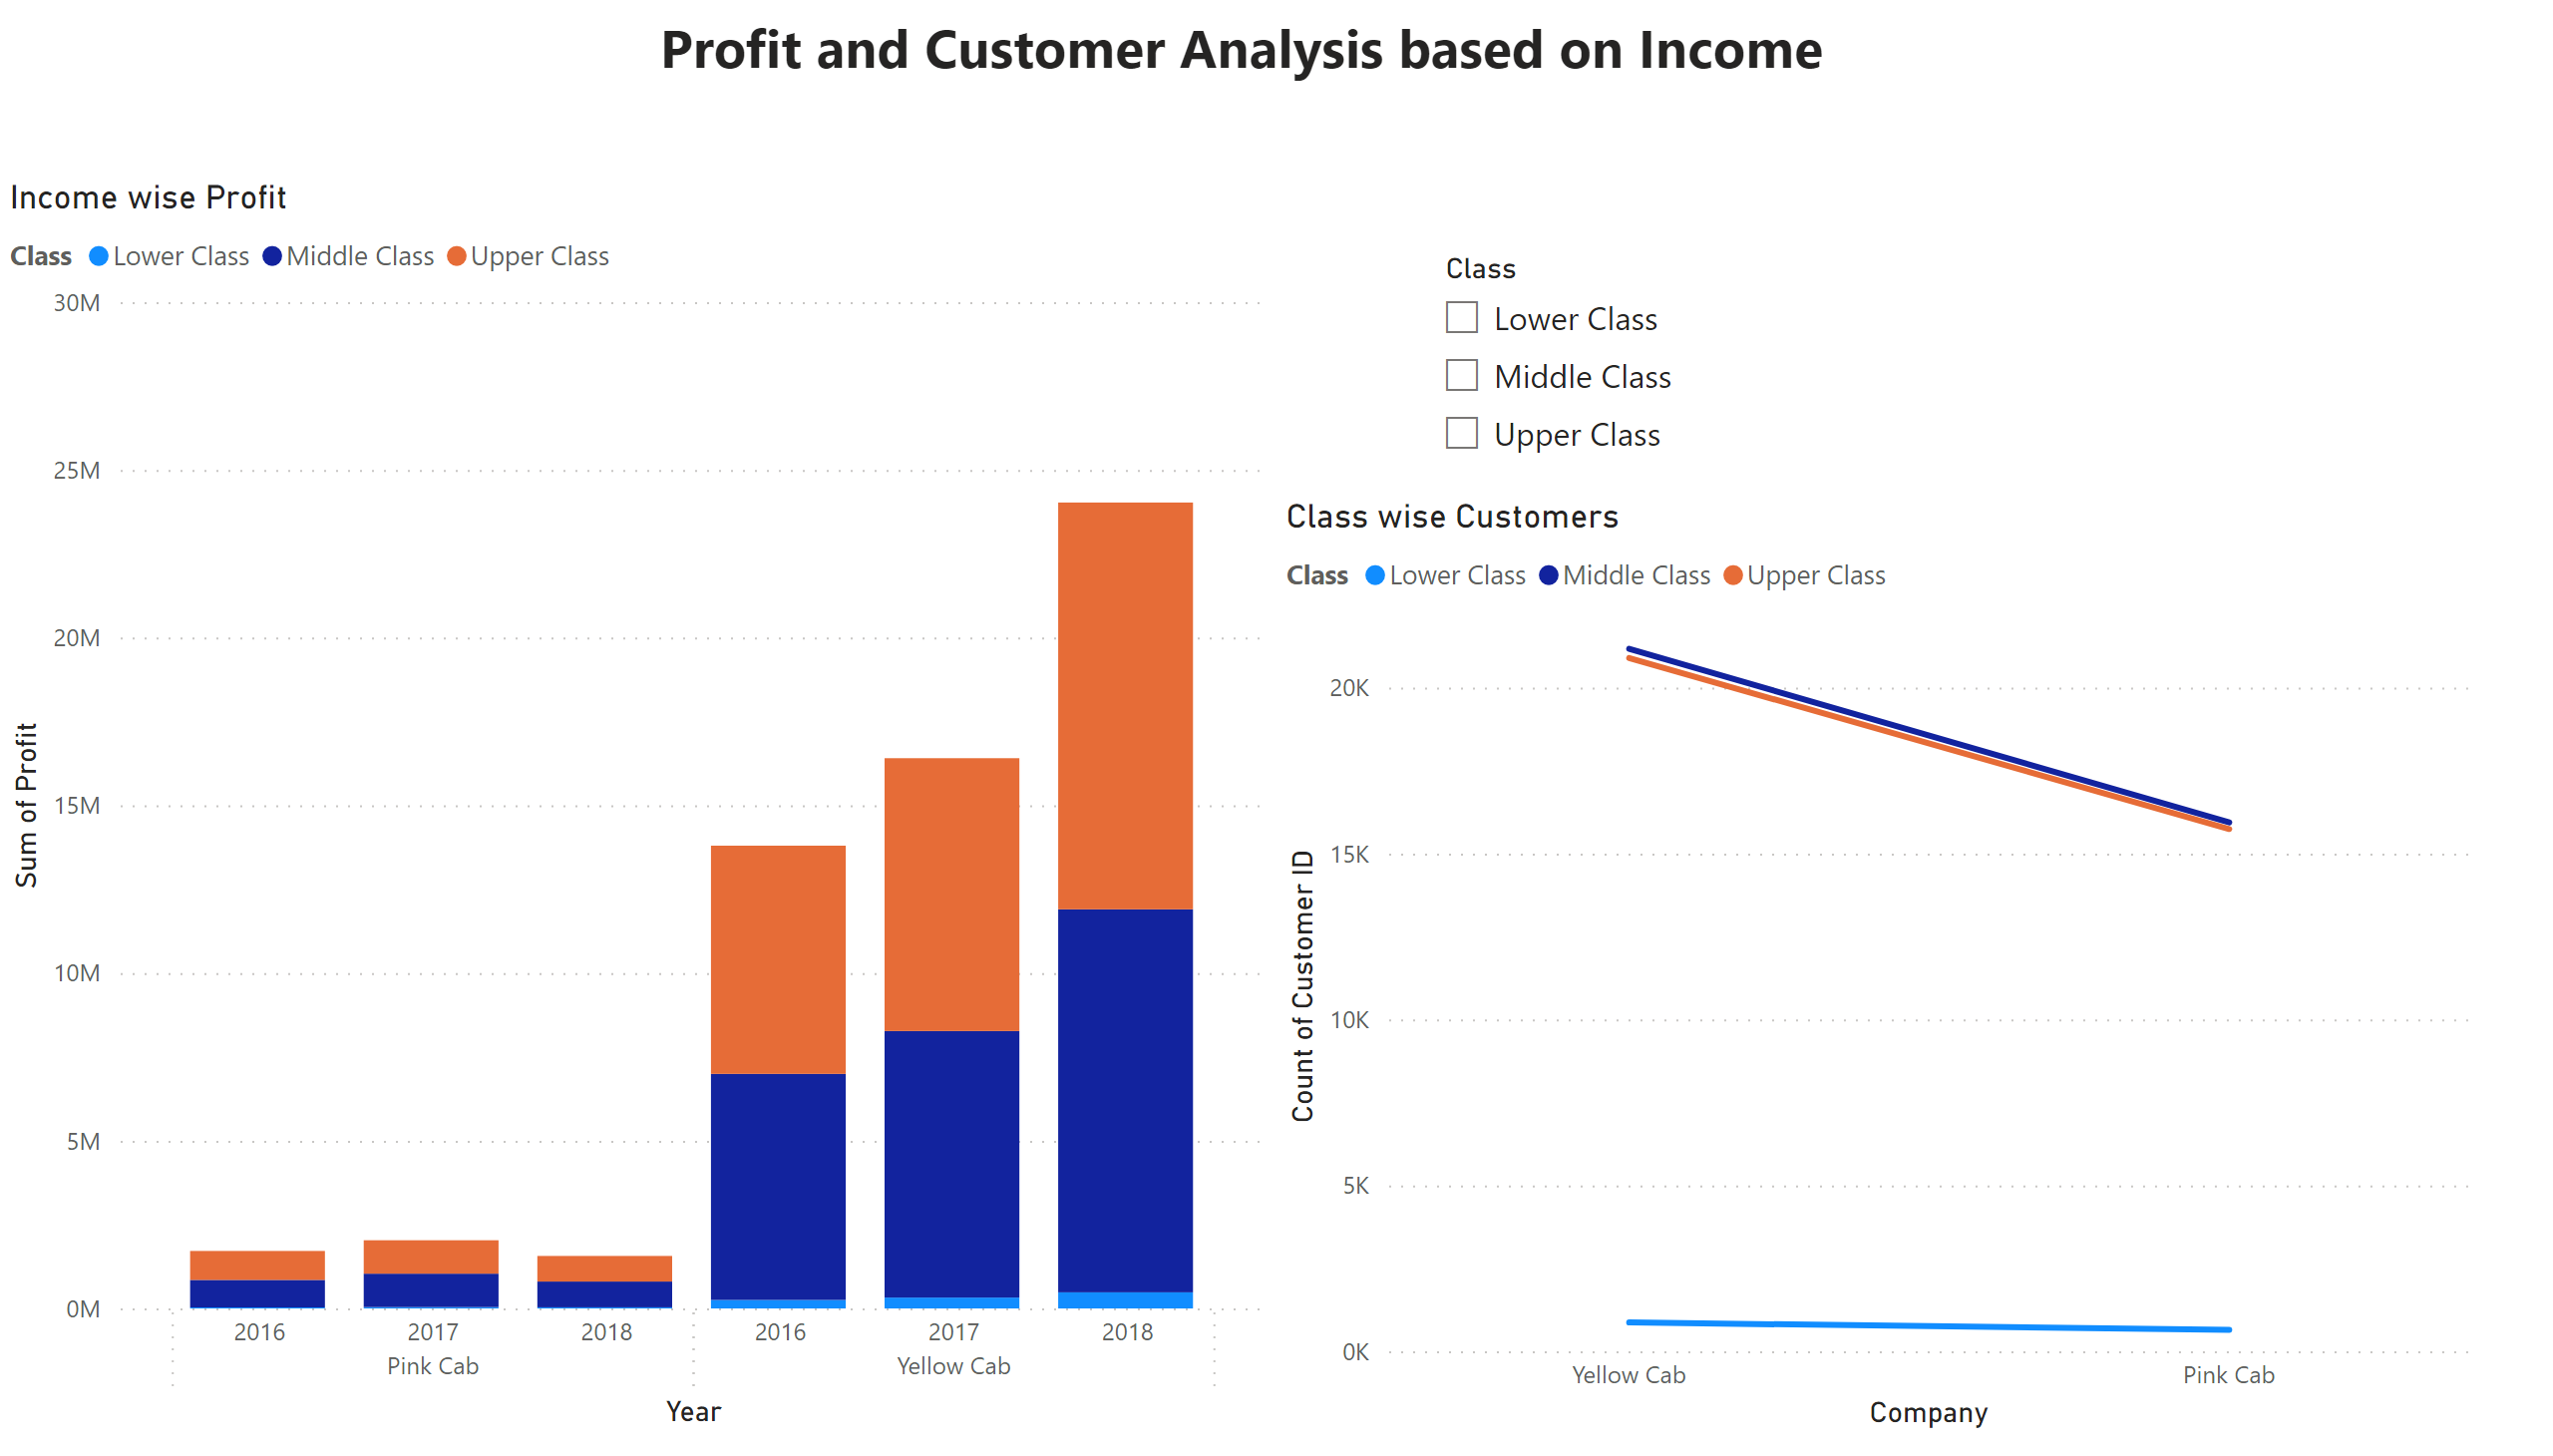 Profit and Customer Analysis based on Income
Income wise Profit
Class Lower Class Middle Class Upper Class
30M
25M
20M
15M
10M
5M
0M
Sum of Profit
2016 2017 2018 2016 2017 2018
Pink Cab Yellow Cab
Year
Class
Lower Class
Middle Class
Upper Class
Class wise Customers
Class Lower Class Middle Class Upper Class
20K
15K
10K
5K
0K
Count of Customer ID
Yellow Cab Pink Cab
Company